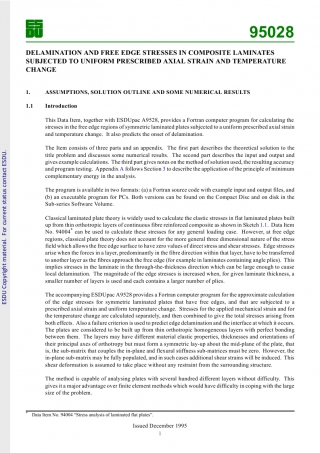 ESDU
95028
DELAMINATION AND FREE EDGE STRESSES IN COMPOSITE LAMINATES
SUBJECTED TO UNIFORM PRESCRIBED AXIAL STRAIN AND TEMPERATURE
CHANGE
1. ASSUMPTIONS, SOLUTION OUTLINE AND SOME NUMERICAL RESULTS
1.1 Introduction
This Data Item, together with ESDUpac A9528, provides a Fortran computer program for calculating the
stresses in the free edge regions of symmetric laminated plates subjected to a uniform prescribed axial strain
and temperature change. It also predicts the onset of delamination.
The Item consists of three parts and an appendix. The first part describes the theoretical solution to the
title problem and discusses some numerical results. The second part describes the input and output and
gives example calculations. The third part gives notes on the method of solution used, the resulting accuracy
and program testing. Appendix A follows Section 3 to describe the application of the principle of minimum
complementary energy in the analysis.
The program is available in two formats: (a) a Fortran source code with example input and output files, and
(b) an executable program for PCs. Both versions can be found on the Compact Disc and on disk in the
Sub-series Software Volume.
Classical laminated plate theory is widely used to calculate the elastic stresses in flat laminated plates built
up from thin orthotropic layers of continuous fibre reinforced composite as shown in Sketch 1.1. Data Item
No. 94004* can be used to calculate these stresses for any general loading case. However, at free edge
regions, classical plate theory does not account for the more general three dimensional nature of the stress
field which allows the free edge surface to have zero values of direct stress and shear stresses. Edge stresses
arise when the forces in a layer, predominantly in the fibre direction within that layer, have to be transferred
to another layer as the fibres approach the free edge (for example in laminates containing angle plies). This
implies stresses in the laminate in the through-the-thickness direction which can be large enough to cause
local delamination. The magnitude of the edge stresses is increased when, for given laminate thickness, a
smaller number of layers is used and each contains a larger number of plies.
The accompanying ESDUpac A9528 provides a Fortran computer program for the approximate calculation
of the edge stresses for symmetric laminated plates that have free edges, and that are subjected to a
prescribed axial strain and uniform temperature change. Stresses for the applied mechanical strain and for
the temperature change are calculated separately, and then combined to give the total stresses arising from
both effects. Also a failure criterion is used to predict edge delamination and the interface at which it occurs.
The plates are considered to be built up from thin orthotropic homogeneous layers with perfect bonding
between them. The layers may have different material elastic properties, thicknesses and orientations of
their principal axes of orthotropy but must form a symmetric lay-up about the mid-plane of the plate, that
is, the sub-matrix that couples the in-plane and flexural stiffness sub-matrices must be zero. However, the
in-plane sub-matrix may be fully populated, and in such cases additional shear strains will be induced. This
shear deformation is assumed to take place without any restraint from the surrounding structure.
The method is capable of analysing plates with several hundred different layers without difficulty. This
gives it a major advantage over finite element methods which would have difficulty in coping with the large
size of the problem.
* Data Item No. 94004 “Stress analysis of laminated flat plates”.
Issued December 1995
1
ESDU Copyright material. For current status contact ESDU.